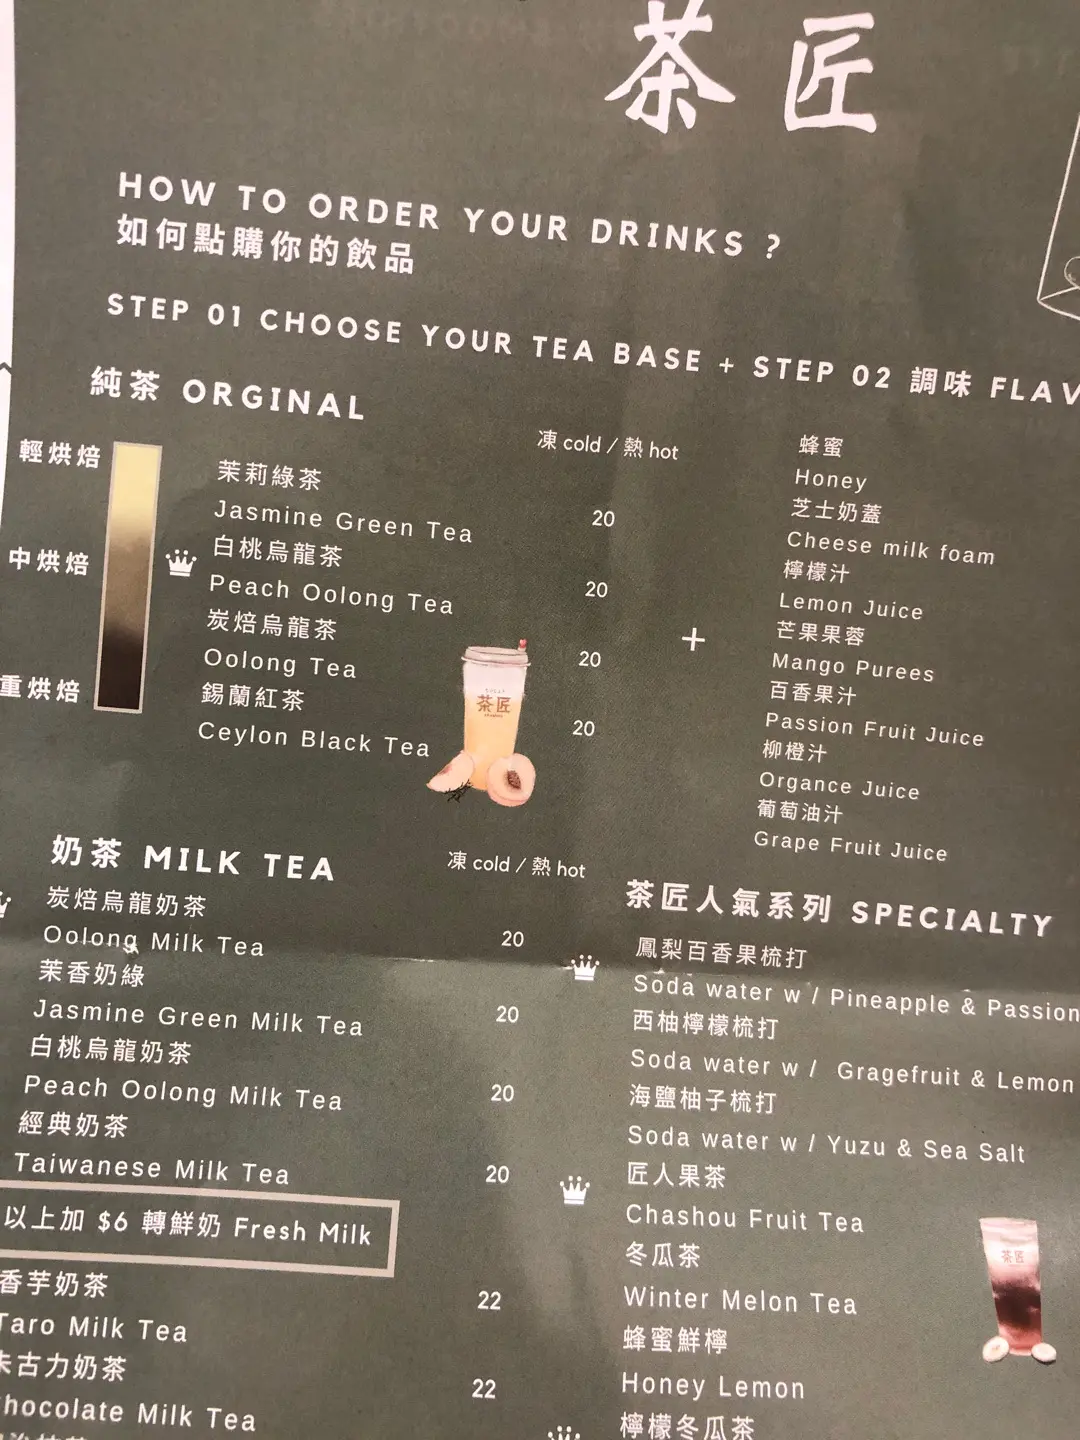 茶匠
HOW TO ORDER YOUR DRINKS ?
如何點購你的飲品
STEP 01 CHOOSE YOUR TEA BASE + STEP 02 調味 FLAV
純茶 ORGINAL
凍 cold / 熱 hot
輕烘焙
中烘焙
重烘焙
茉莉綠茶
Jasmine Green Tea 20
白桃烏龍茶
Peach Oolong Tea 20
炭焙烏龍茶
Oolong Tea 20
錫蘭紅茶
Ceylon Black Tea 20
茶匠
+
蜂蜜
Honey
芝士奶蓋
Cheese milk foam
檸檬汁
Lemon Juice
芒果果蓉
Mango Purees
百香果汁
Passion Fruit Juice
柳橙汁
Organce Juice
葡萄油汁
Grape Fruit Juice
奶茶 MILK TEA
凍 cold / 熱 hot
炭焙烏龍奶茶
Oolong Milk Tea 20
茉香奶綠
Jasmine Green Milk Tea 20
白桃烏龍奶茶
Peach Oolong Milk Tea 20
經典奶茶
Taiwanese Milk Tea 20
以上加 $6 轉鮮奶 Fresh Milk
香芋奶茶
Taro Milk Tea 22
朱古力奶茶
hocolate Milk Tea 22
茶匠人氣系列 SPECIALTY
鳳梨百香果梳打
Soda water w / Pineapple & Passion
西柚檸檬梳打
Soda water w / Gragefruit & Lemon
海鹽柚子梳打
Soda water w / Yuzu & Sea Salt
匠人果茶
Chashou Fruit Tea
冬瓜茶
Winter Melon Tea
蜂蜜鮮檸
Honey Lemon
檸檬冬瓜茶
茶匠